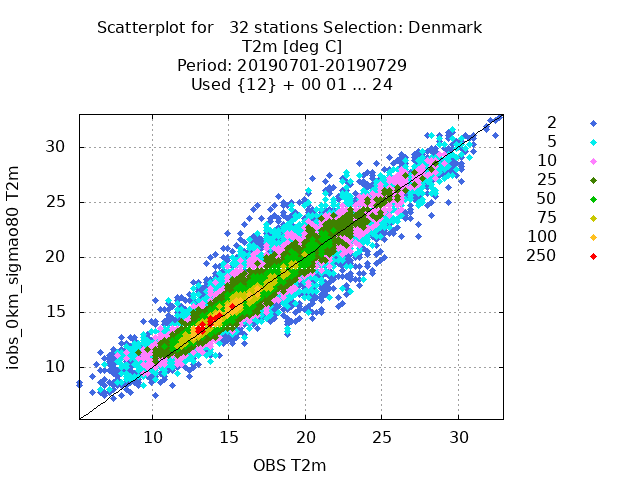 Scatterplot for   32 stations Selection: Denmark
T2m [deg C]
Period: 20190701-20190729
Used {12} + 00 01 ... 24
iobs_0km_sigmao80 T2m
30
25
20
15
10
10 15 20 25 30
OBS T2m
2
5
10
25
50
75
100
250